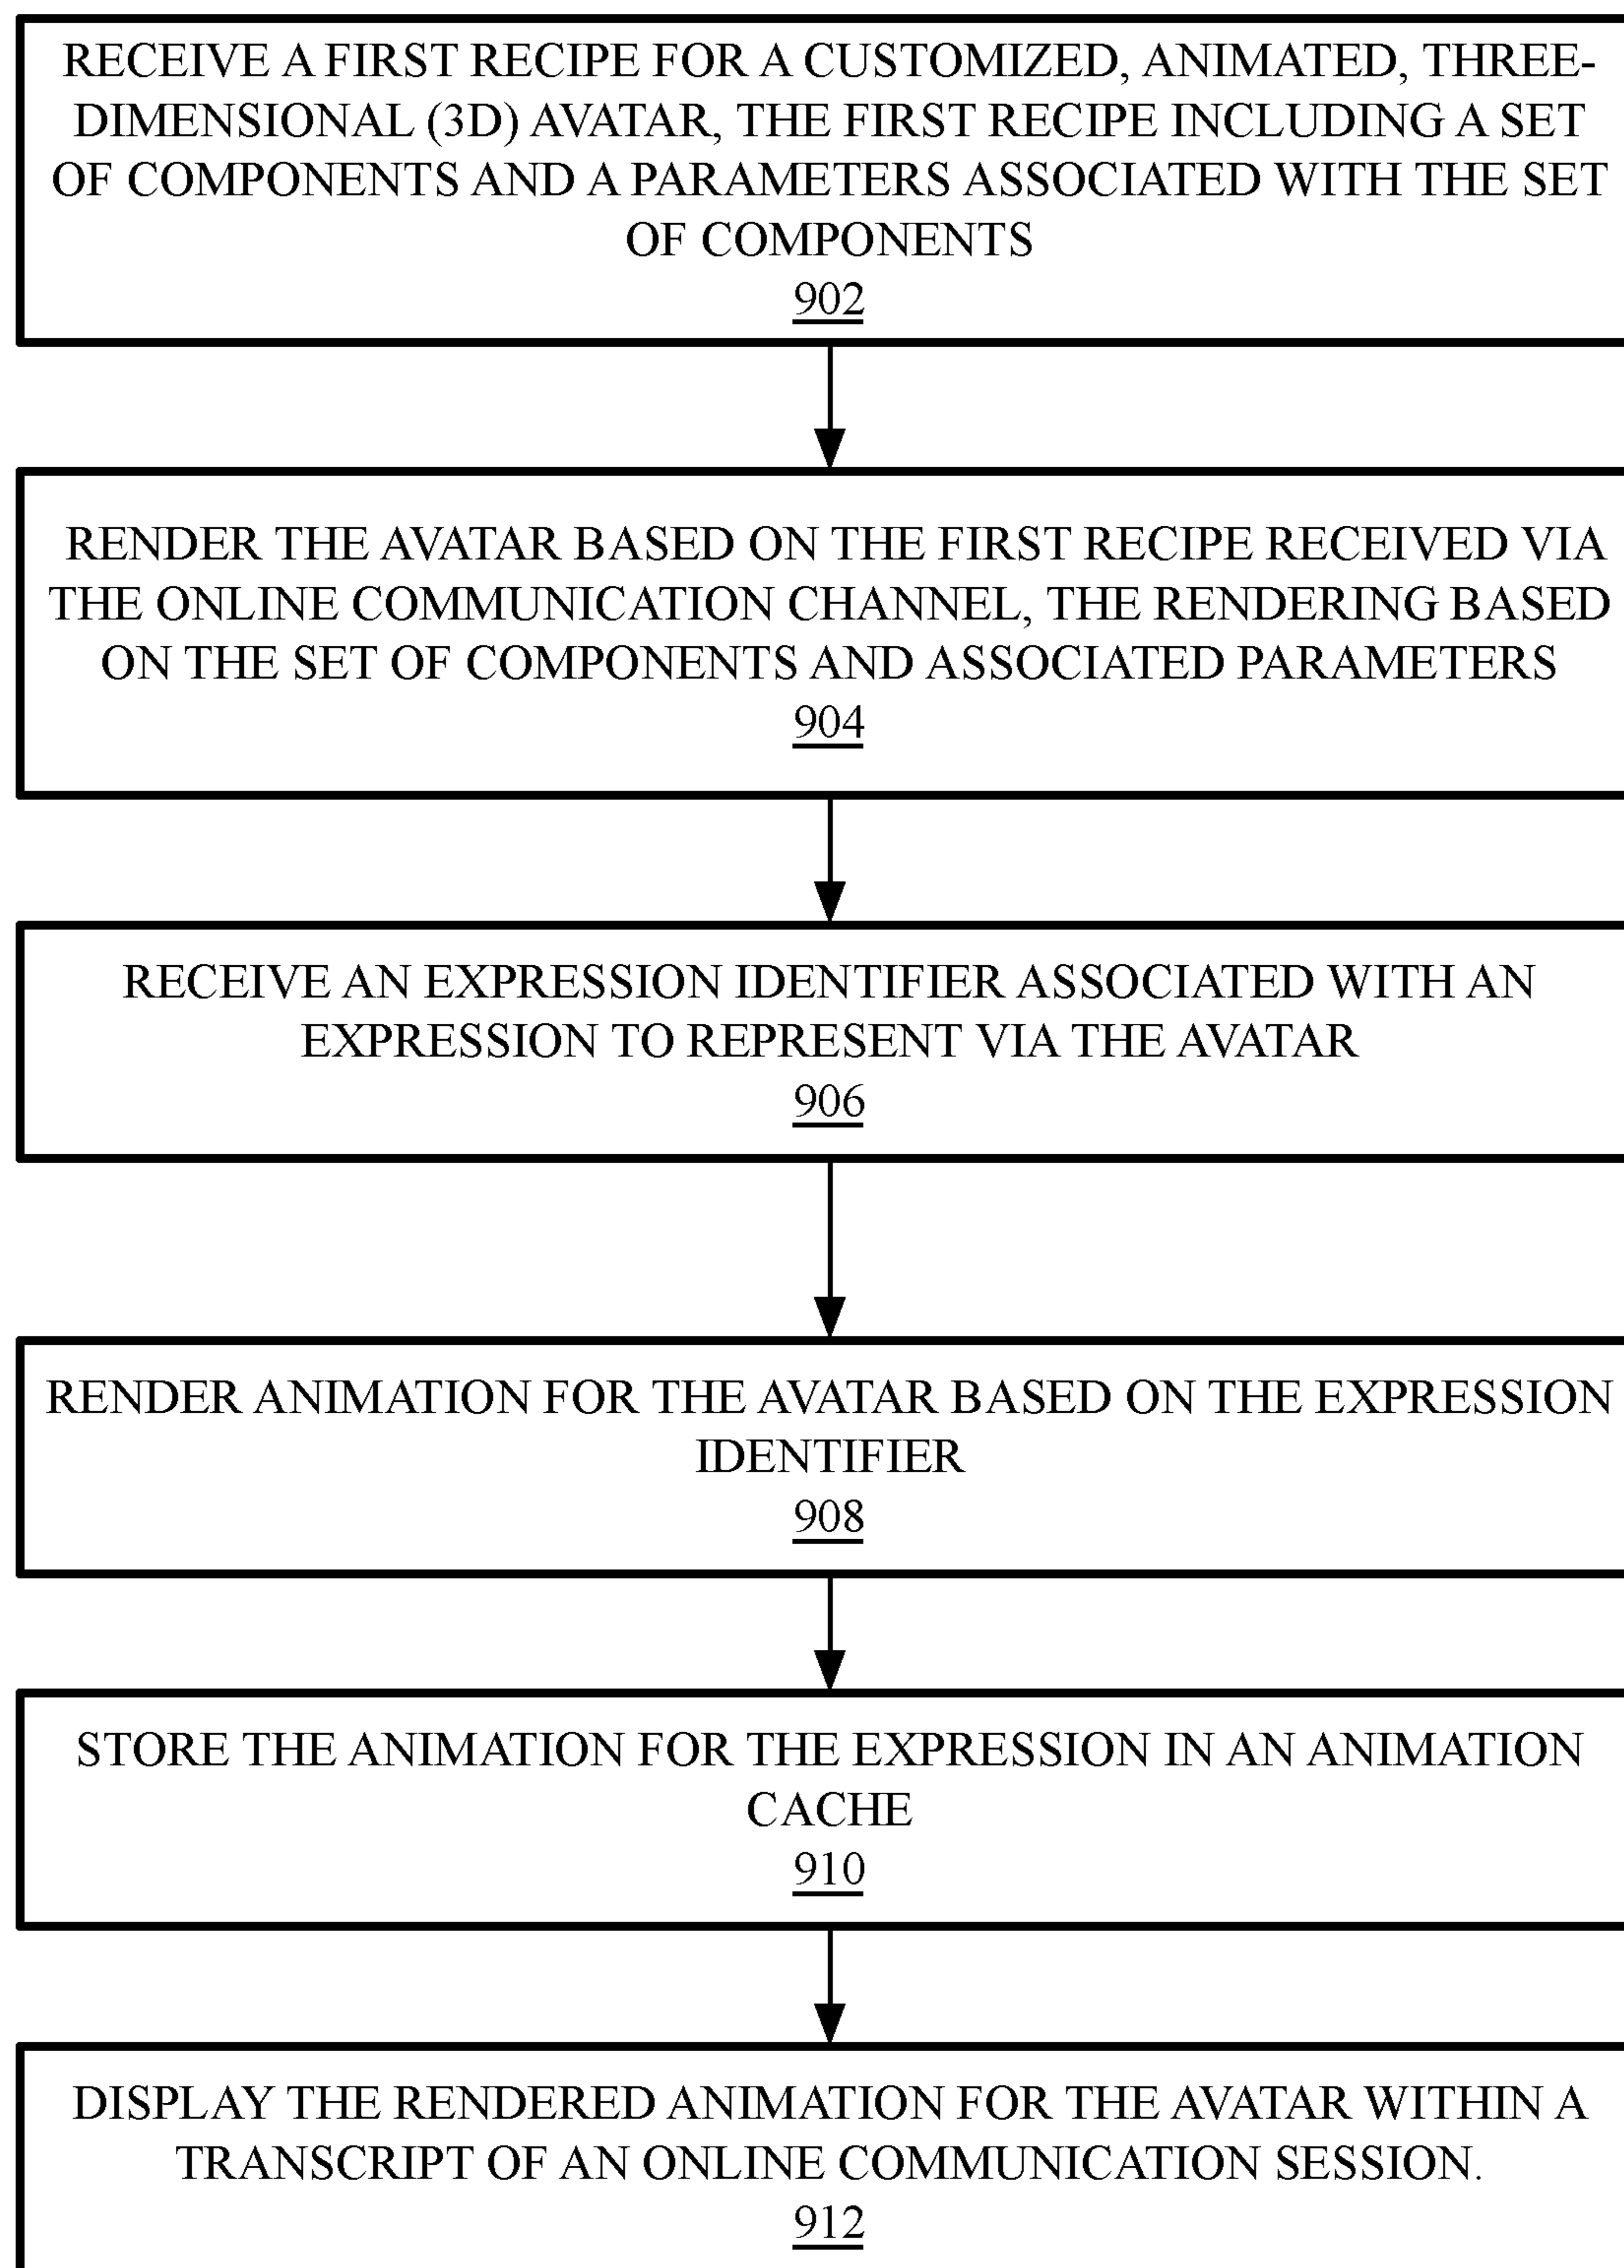 RECEIVE A FIRST RECIPE FOR A CUSTOMIZED, ANIMATED, THREE-
DIMENSIONAL (3D) AVATAR, THE FIRST RECIPE INCLUDING A SET
OF COMPONENTS AND A PARAMETERS ASSOCIATED WITH THE SET
OF COMPONENTS
902
RENDER THE AVATAR BASED ON THE FIRST RECIPE RECEIVED VIA
THE ONLINE COMMUNICATION CHANNEL, THE RENDERING BASED
ON THE SET OF COMPONENTS AND ASSOCIATED PARAMETERS
904
RECEIVE AN EXPRESSION IDENTIFIER ASSOCIATED WITH AN
EXPRESSION TO REPRESENT VIA THE AVATAR
906
RENDER ANIMATION FOR THE AVATAR BASED ON THE EXPRESSION
IDENTIFIER
908
STORE THE ANIMATION FOR THE EXPRESSION IN AN ANIMATION
CACHE
910
DISPLAY THE RENDERED ANIMATION FOR THE AVATAR WITHIN A
TRANSCRIPT OF AN ONLINE COMMUNICATION SESSION.
912